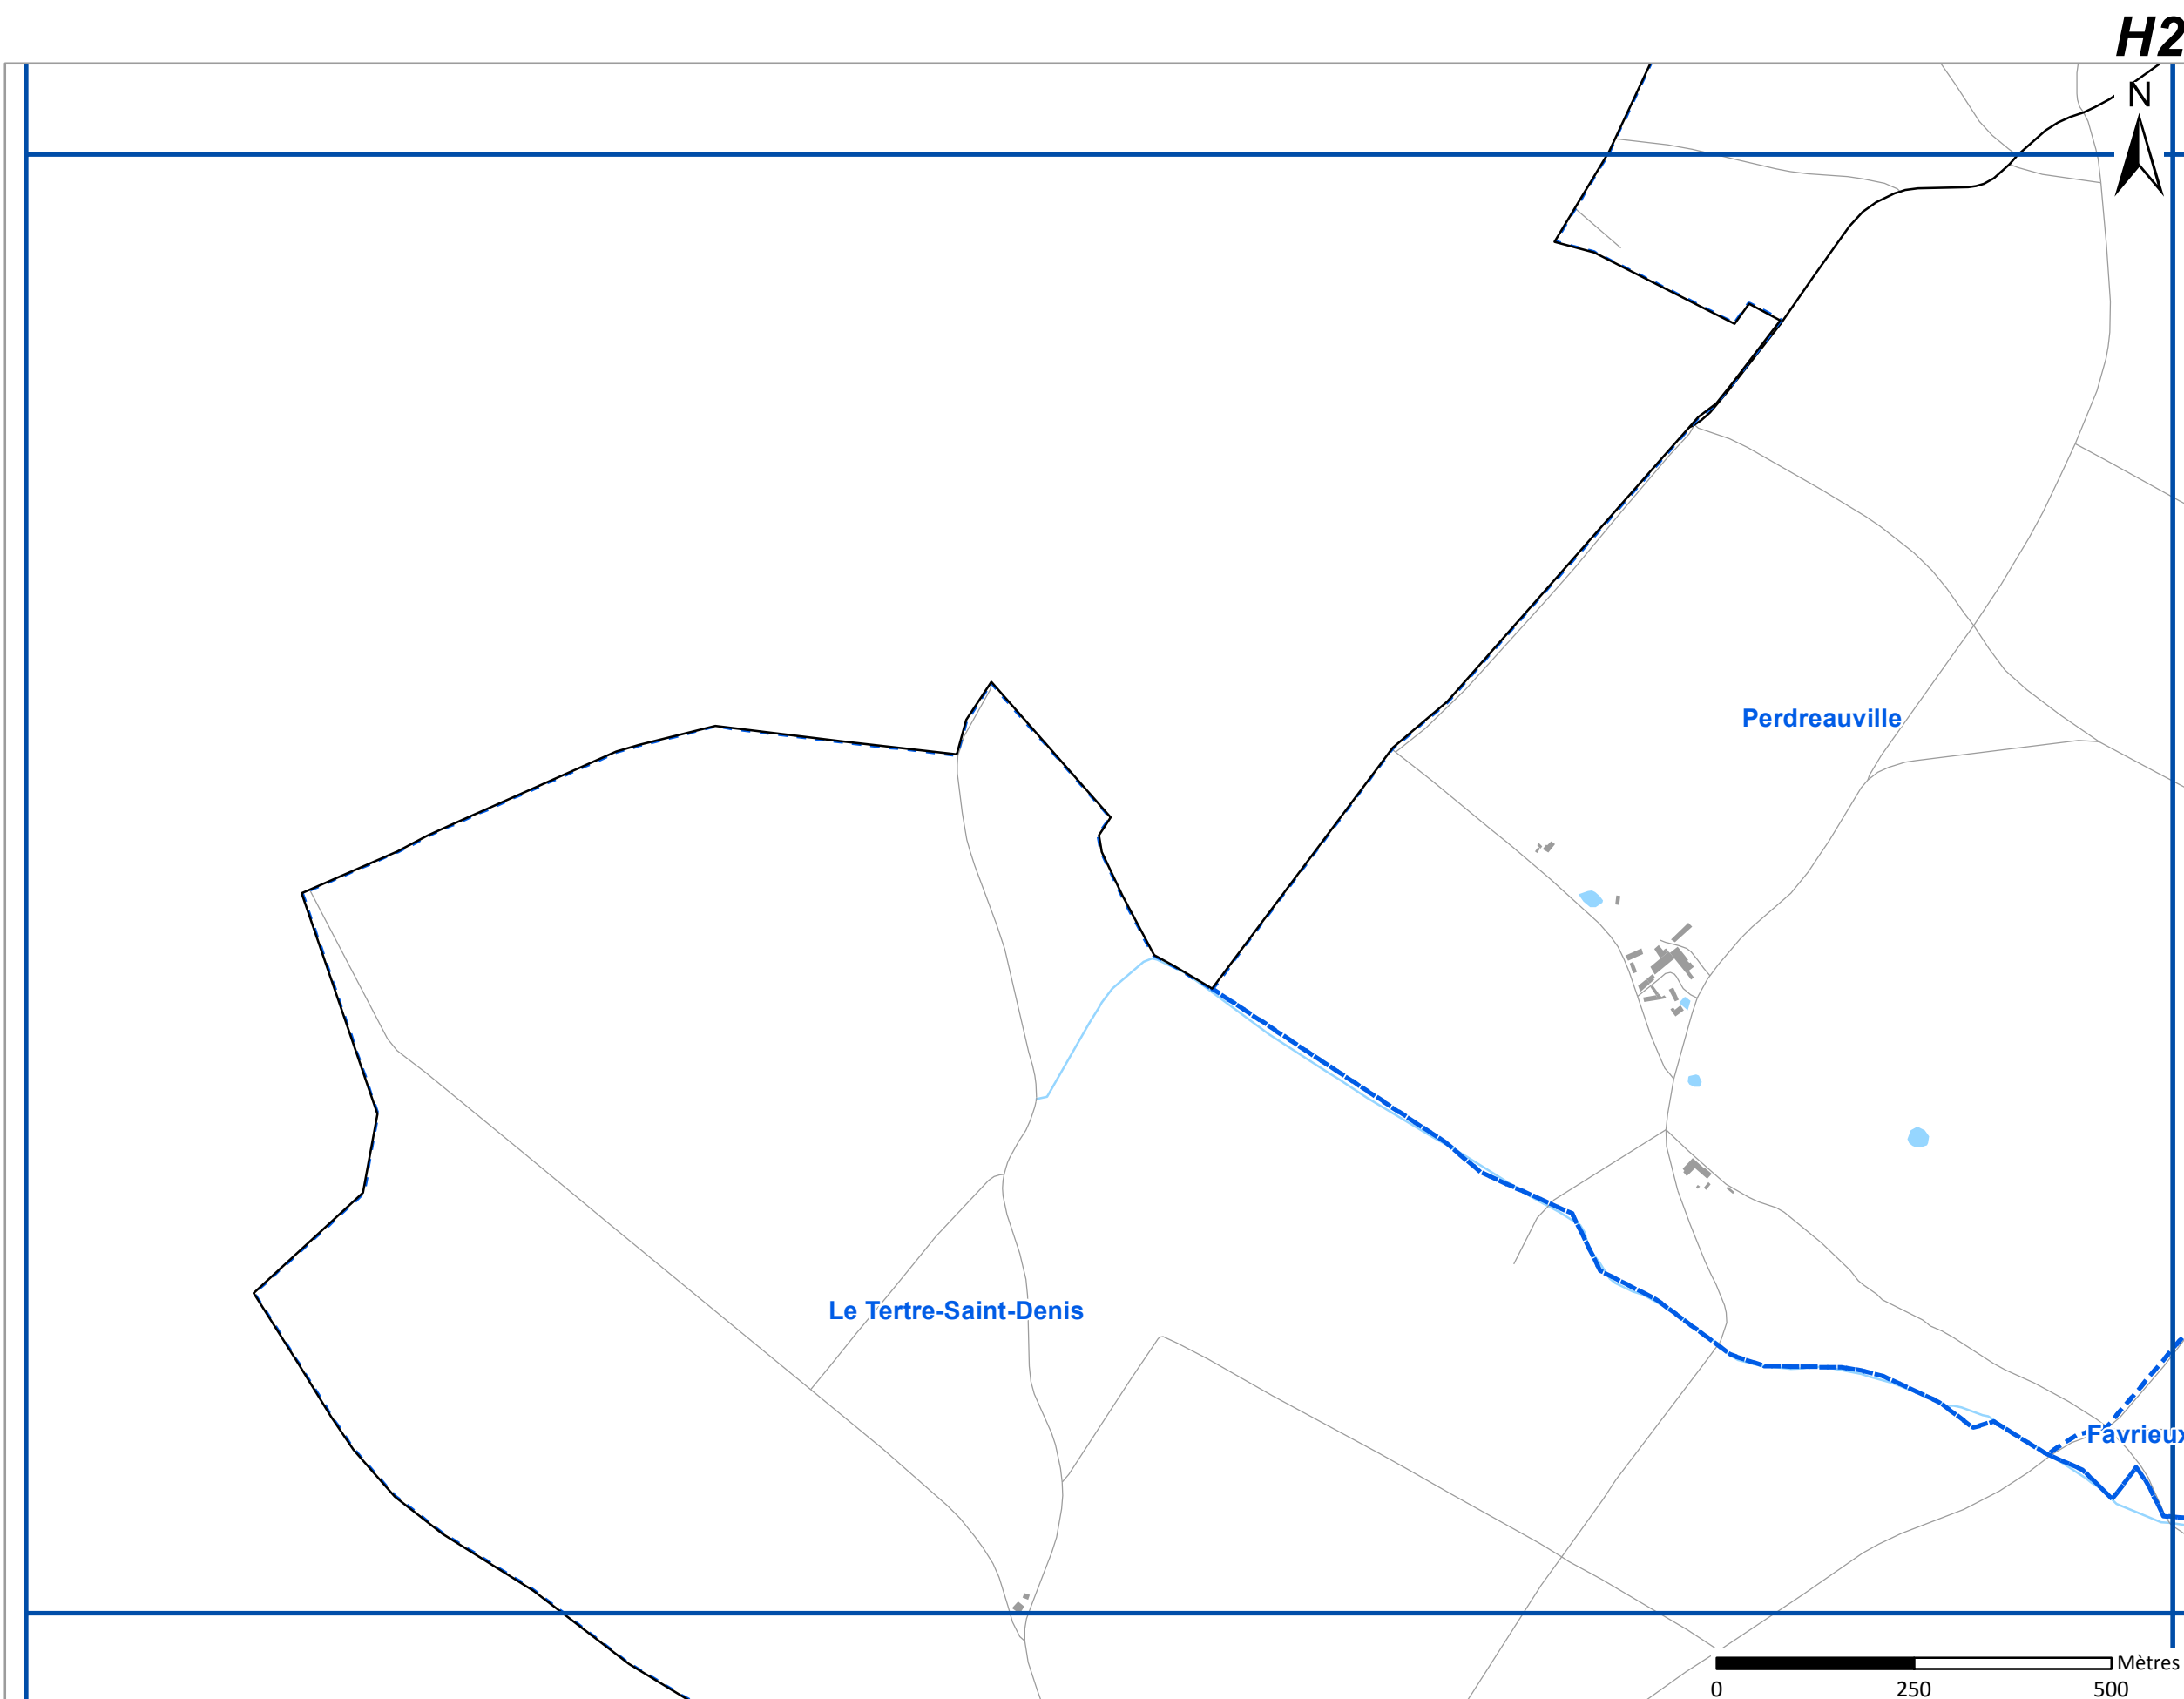 H2
N
Perdreauville
Le Tertre-Saint-Denis
Favrieux
Mètres
0 250 500